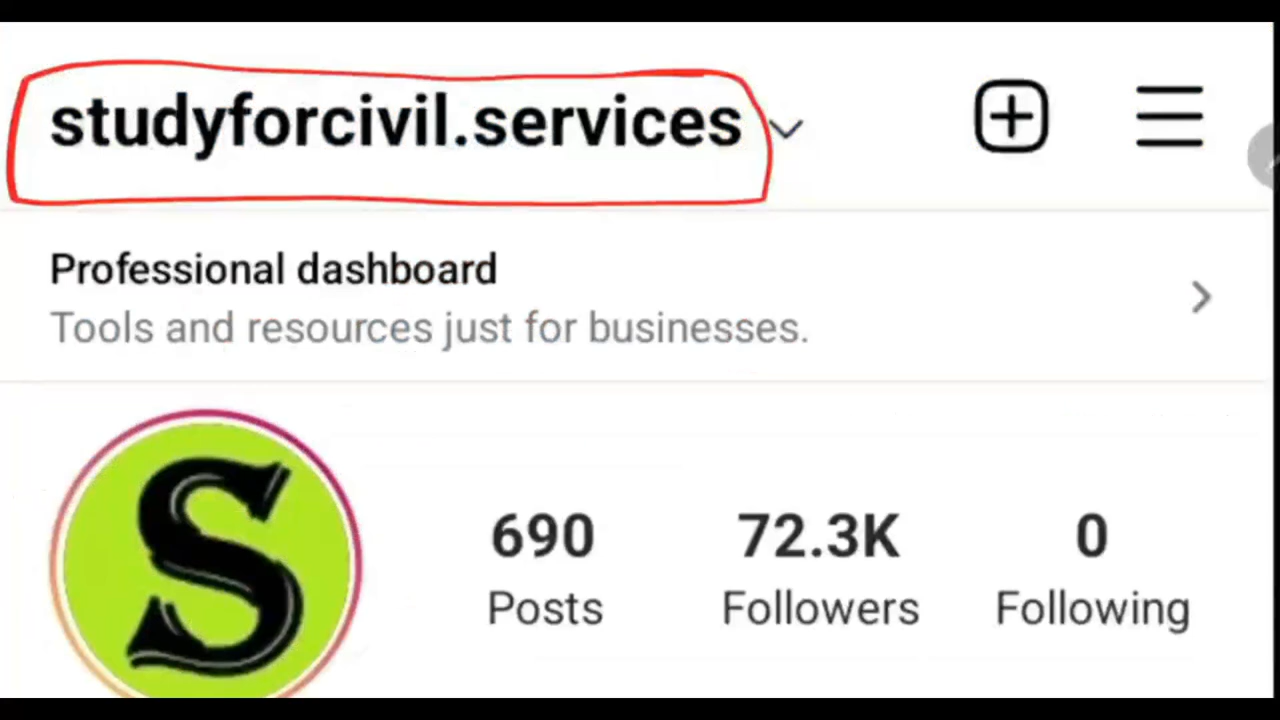 studyforcivil.services
Professional dashboard
Tools and resources just for businesses.
S
690
Posts
72.3K
Followers
0
Following